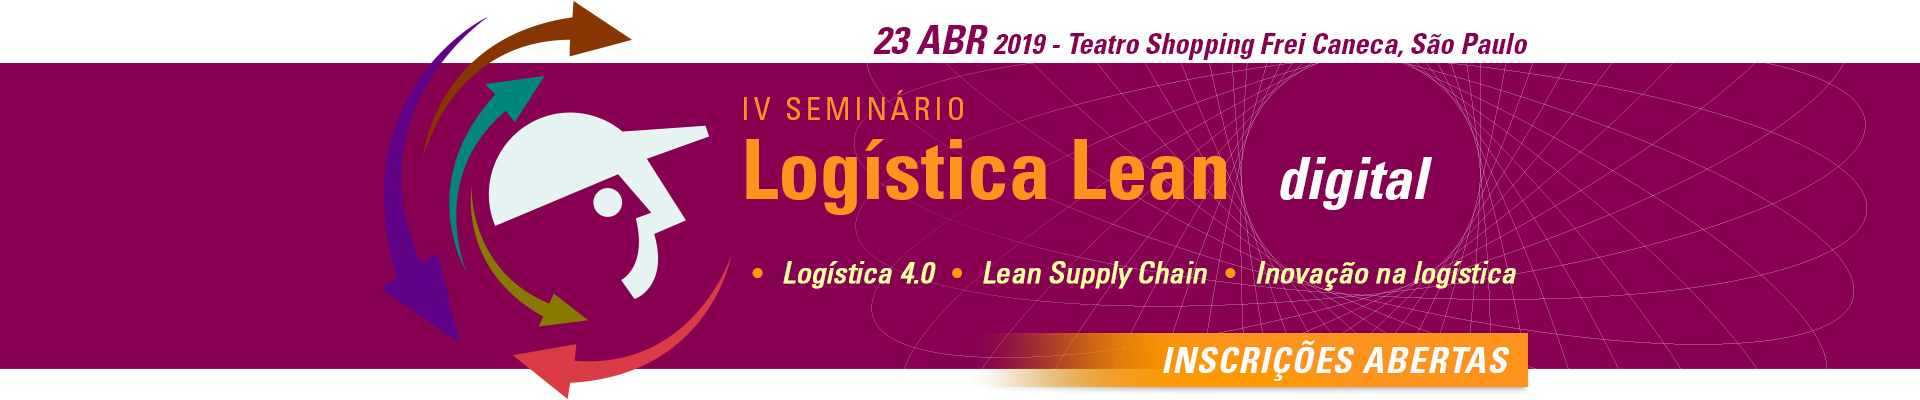 23 ABR 2019 - Teatro Shopping Frei Caneca, São Paulo
IV SEMINÁRIO
Logística Lean digital
• Logística 4.0 • Lean Supply Chain • Inovação na logística
INSCRIÇÕES ABERTAS